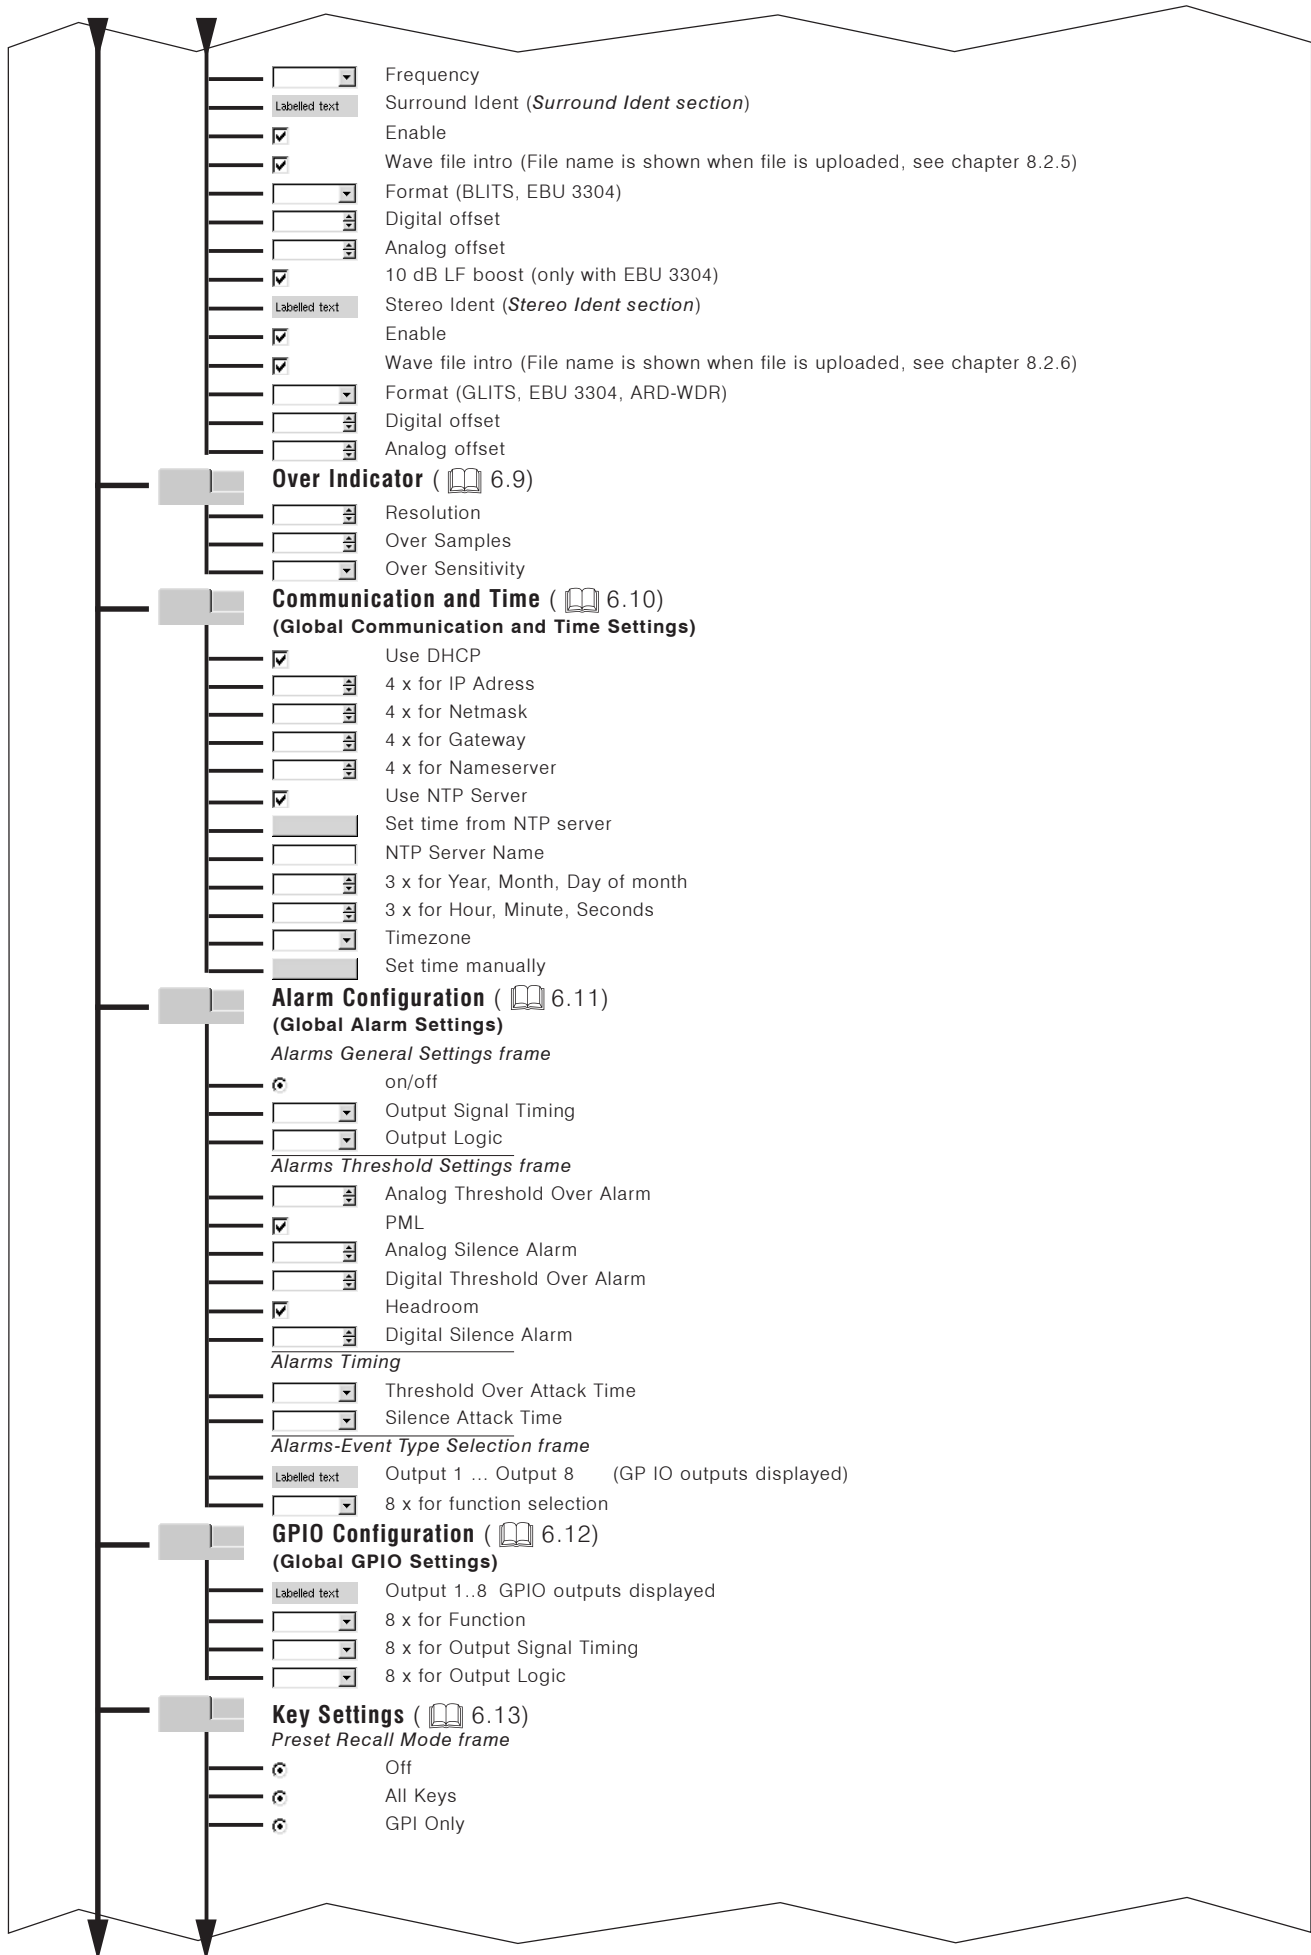 Frequency
Labelled text Surround Ident (Surround Ident section)
Enable
Wave file intro (File name is shown when file is uploaded, see chapter 8.2.5)
Format (BLITS, EBU 3304)
Digital offset
Analog offset
10 dB LF boost (only with EBU 3304)
Labelled text Stereo Ident (Stereo Ident section)
Enable
Wave file intro (File name is shown when file is uploaded, see chapter 8.2.6)
Format (GLITS, EBU 3304, ARD-WDR)
Digital offset
Analog offset
Over Indicator ( 6.9)
Resolution
Over Samples
Over Sensitivity
Communication and Time ( 6.10)
(Global Communication and Time Settings)
Use DHCP
4 x for IP Adress
4 x for Netmask
4 x for Gateway
4 x for Nameserver
Use NTP Server
Set time from NTP server
NTP Server Name
3 x for Year, Month, Day of month
3 x for Hour, Minute, Seconds
Timezone
Set time manually
Alarm Configuration ( 6.11)
(Global Alarm Settings)
Alarms General Settings frame
on/off
Output Signal Timing
Output Logic
Alarms Threshold Settings frame
Analog Threshold Over Alarm
PML
Analog Silence Alarm
Digital Threshold Over Alarm
Headroom
Digital Silence Alarm
Alarms Timing
Threshold Over Attack Time
Silence Attack Time
Alarms-Event Type Selection frame
Labelled text Output 1 ... Output 8 (GP IO outputs displayed)
8 x for function selection
GPIO Configuration ( 6.12)
(Global GPIO Settings)
Labelled text Output 1..8 GPIO outputs displayed
8 x for Function
8 x for Output Signal Timing
8 x for Output Logic
Key Settings ( 6.13)
Preset Recall Mode frame
Off
All Keys
GPI Only